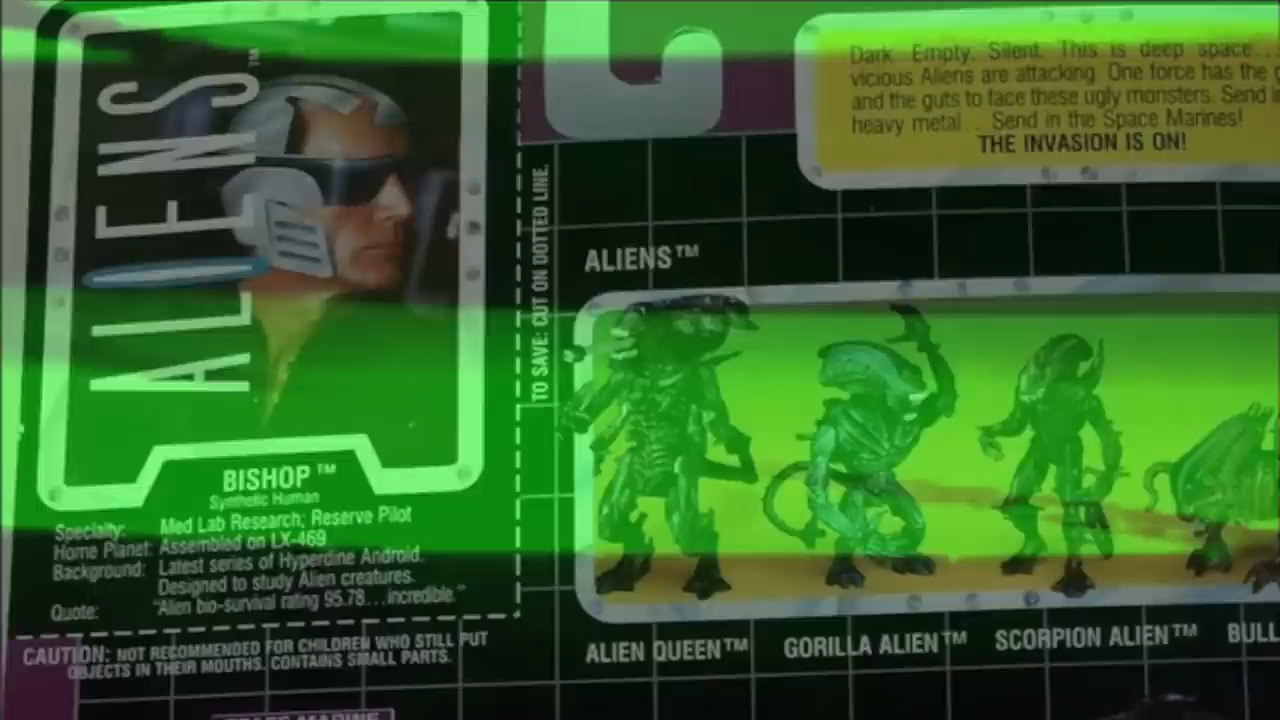 ALIENS™
BISHOP™
Synthetic Human
Specialty: Med Lab Research; Reserve Pilot
Home Planet: Assembled on LX-469
Background: Latest series of Hyperdine Android.
Designed to study Alien creatures.
Quote: "Alien bio-survival rating 95.78...incredible."
CAUTION: NOT RECOMMENDED FOR CHILDREN WHO STILL PUT
OBJECTS IN THEIR MOUTHS. CONTAINS SMALL PARTS.
SPACE MARINE
TO SAVE: CUT ON DOTTED LINE.
Dark. Empty. Silent. This is deep space...
vicious Aliens are attacking. One force has the
and the guts to face these ugly monsters. Send
heavy metal...Send in the Space Marines!
THE INVASION IS ON!
ALIENS™
ALIEN QUEEN™ GORILLA ALIEN™ SCORPION ALIEN™ BULL